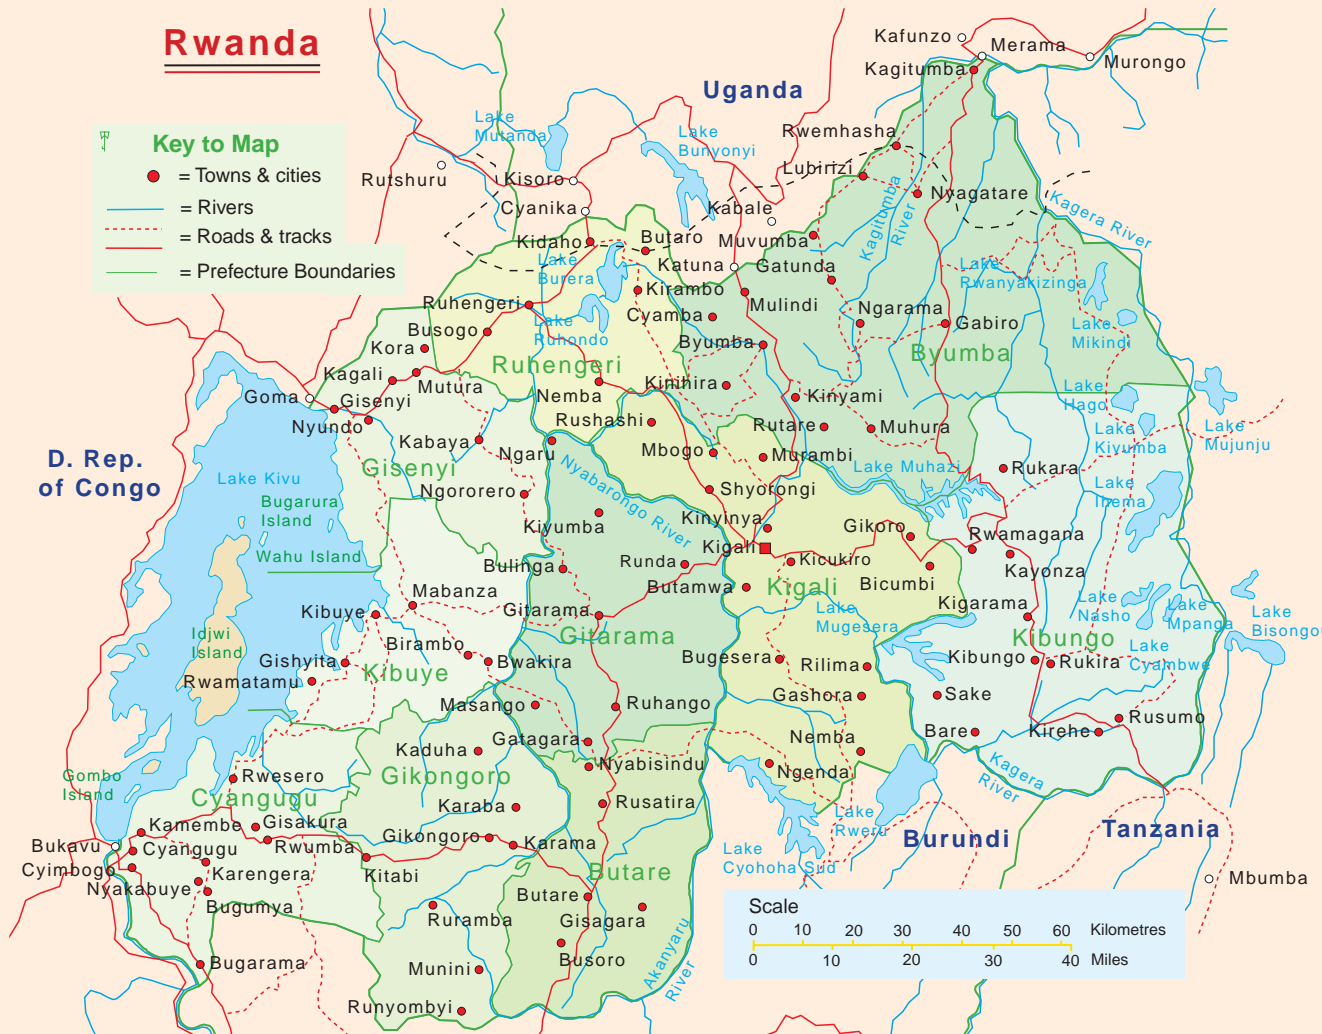 Rwanda
Key to Map
= Towns & cities
= Rivers
= Roads & tracks
= Prefecture Boundaries
Kafunzo
Merama
Murongo
Kagitumba
Uganda
Lake
Mutanda
Lake
Bunyonyi
Rwemhasha
Lubirizi
Rutshuru
Kisoro
Cyanika
Kabale
Nyagatare
Kagitumba
River
Kagera River
Kidaho
Butaro
Muvumba
Lake
Burera
Katuna
Gatunda
Lake
Rwanyakizinga
Ruhengeri
Kirambo
Mulindi
Busogo
Lake
Ruhondo
Cyamba
Ngarama
Gabiro
Lake
Mikindi
Kora
Byumba
Byumba
Ruhengeri
Kagali
Mutura
Nemba
Kinihira
Kinyami
Lake
Hago
Goma
Gisenyi
Nyundo
Rushashi
Rutare
Muhura
Lake
Kivumba
Lake
Mujunju
Kabaya
Ngaru
Mbogo
Murambi
D. Rep.
of Congo
Gisenyi
Lake Muhazi
Rukara
Lake Kivu
Nyabarongo River
Ngororero
Shyorongi
Lake
Ihema
Bugarura
Island
Kiyumba
Kinyinya
Gikoro
Rwamagana
Wahu Island
Kigali
Bulinga
Runda
Kicukiro
Kayonza
Butamwa
Kigali
Bicumbi
Mabanza
Kibuye
Gitarama
Lake
Mugesera
Kigarama
Lake
Nasho
Lake
Mpanga
Lake
Bisongo
Idjwi
Island
Birambo
Gitarama
Kibungo
Gishyita
Bwakira
Bugesera
Rilima
Kibungo
Rukira
Lake
Cyambwe
Rwamatamu
Kibuye
Masango
Ruhango
Gashora
Sake
Rusumo
Kaduha
Gatagara
Nemba
Bare
Kirehe
Gombo
Island
Rwesero
Gikongoro
Nyabisindu
Ngenda
Kagera
River
Cyangugu
Karaba
Rusatira
Kamembe
Gisakura
Lake
Rweru
Burundi
Tanzania
Bukavu
Cyangugu
Rwumba
Gikongoro
Karama
Lake
Cyohoha Sud
Cyimbogo
Karengera
Kitabi
Butare
Mbumba
Nyakabuye
Bugumya
Ruramba
Butare
Gisagara
Akanyaru
River
Bugarama
Munini
Busoro
Runyombyi
Scale
0 10 20 30 40 50 60 Kilometres
0 10 20 30 40 Miles